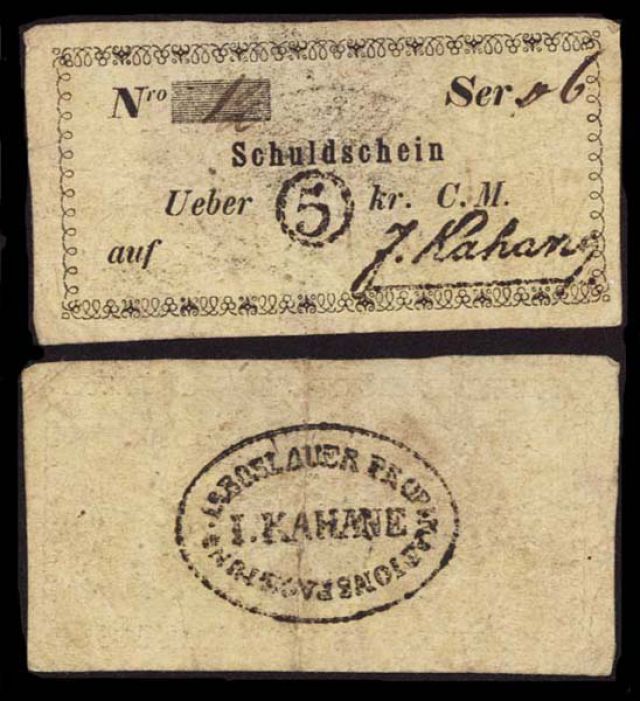 Nro Ser 6
Schuldschein
Ueber 5 kr. C. M.
auf J. Kahane
I. KAHANE